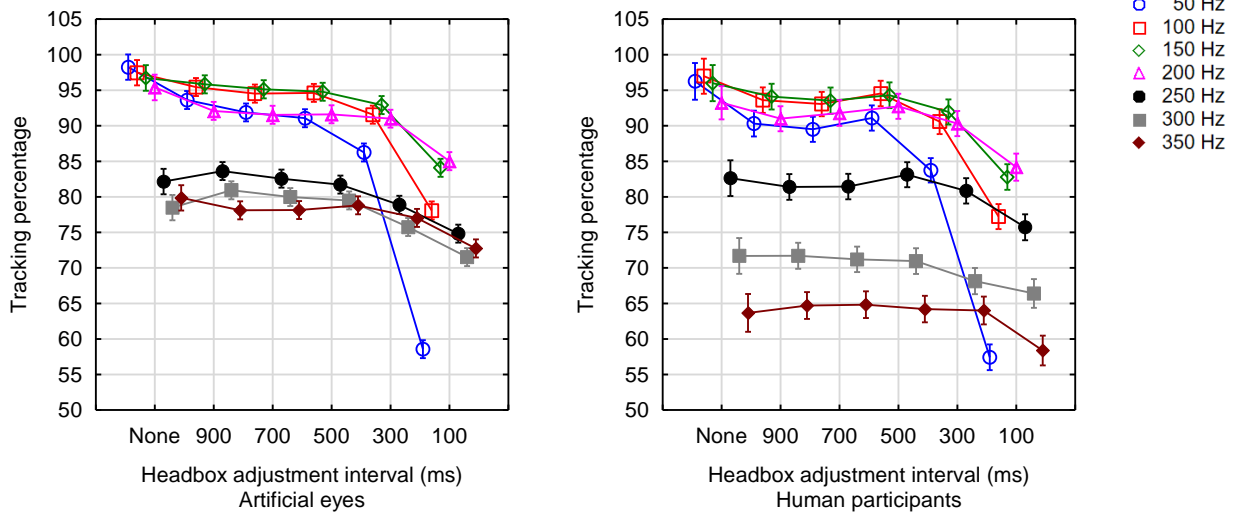 Tracking percentage
105
100
95
90
85
80
75
70
65
60
55
50
None 900 700 500 300 100
Headbox adjustment interval (ms)
Artificial eyes
Tracking percentage
105
100
95
90
85
80
75
70
65
60
55
50
None 900 700 500 300 100
Headbox adjustment interval (ms)
Human participants
50 Hz
100 Hz
150 Hz
200 Hz
250 Hz
300 Hz
350 Hz